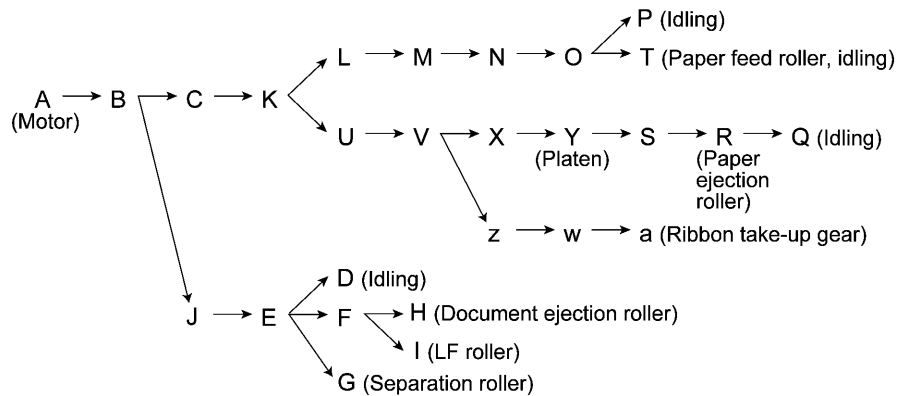 P (Idling)
L M N O T (Paper feed roller, idling)
A B C K
(Motor)
U V X Y S R Q (Idling)
(Platen) (Paper
ejection
roller)
z w a (Ribbon take-up gear)
D (Idling)
J E F H (Document ejection roller)
I (LF roller)
G (Separation roller)